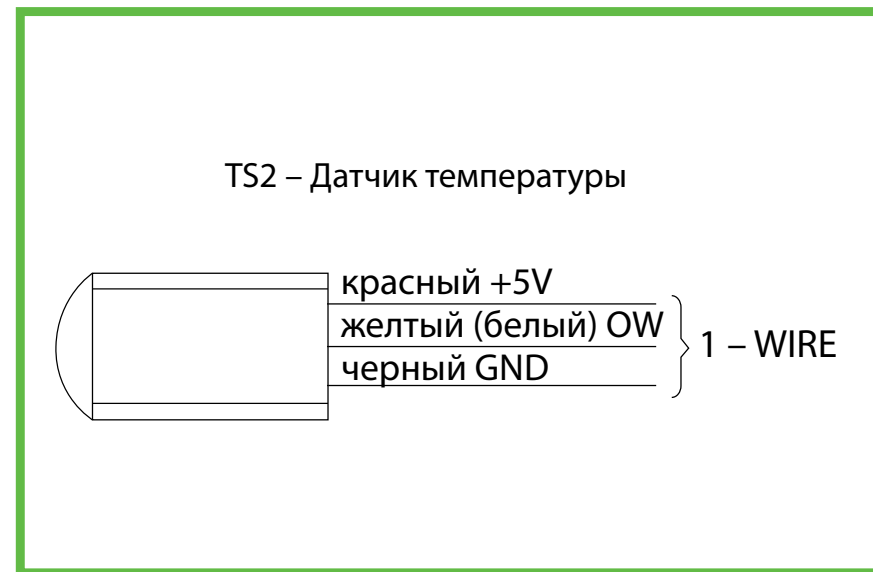 TS2 – Датчик температуры
красный +5V
желтый (белый) OW
черный GND
1 – WIRE